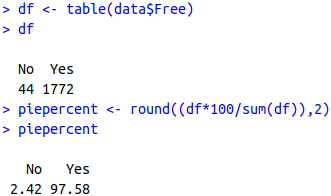 > df <- table(data$Free)
> df
No Yes
44 1772
> piepercent <- round((df*100/sum(df)),2)
> piepercent
No Yes
2.42 97.58